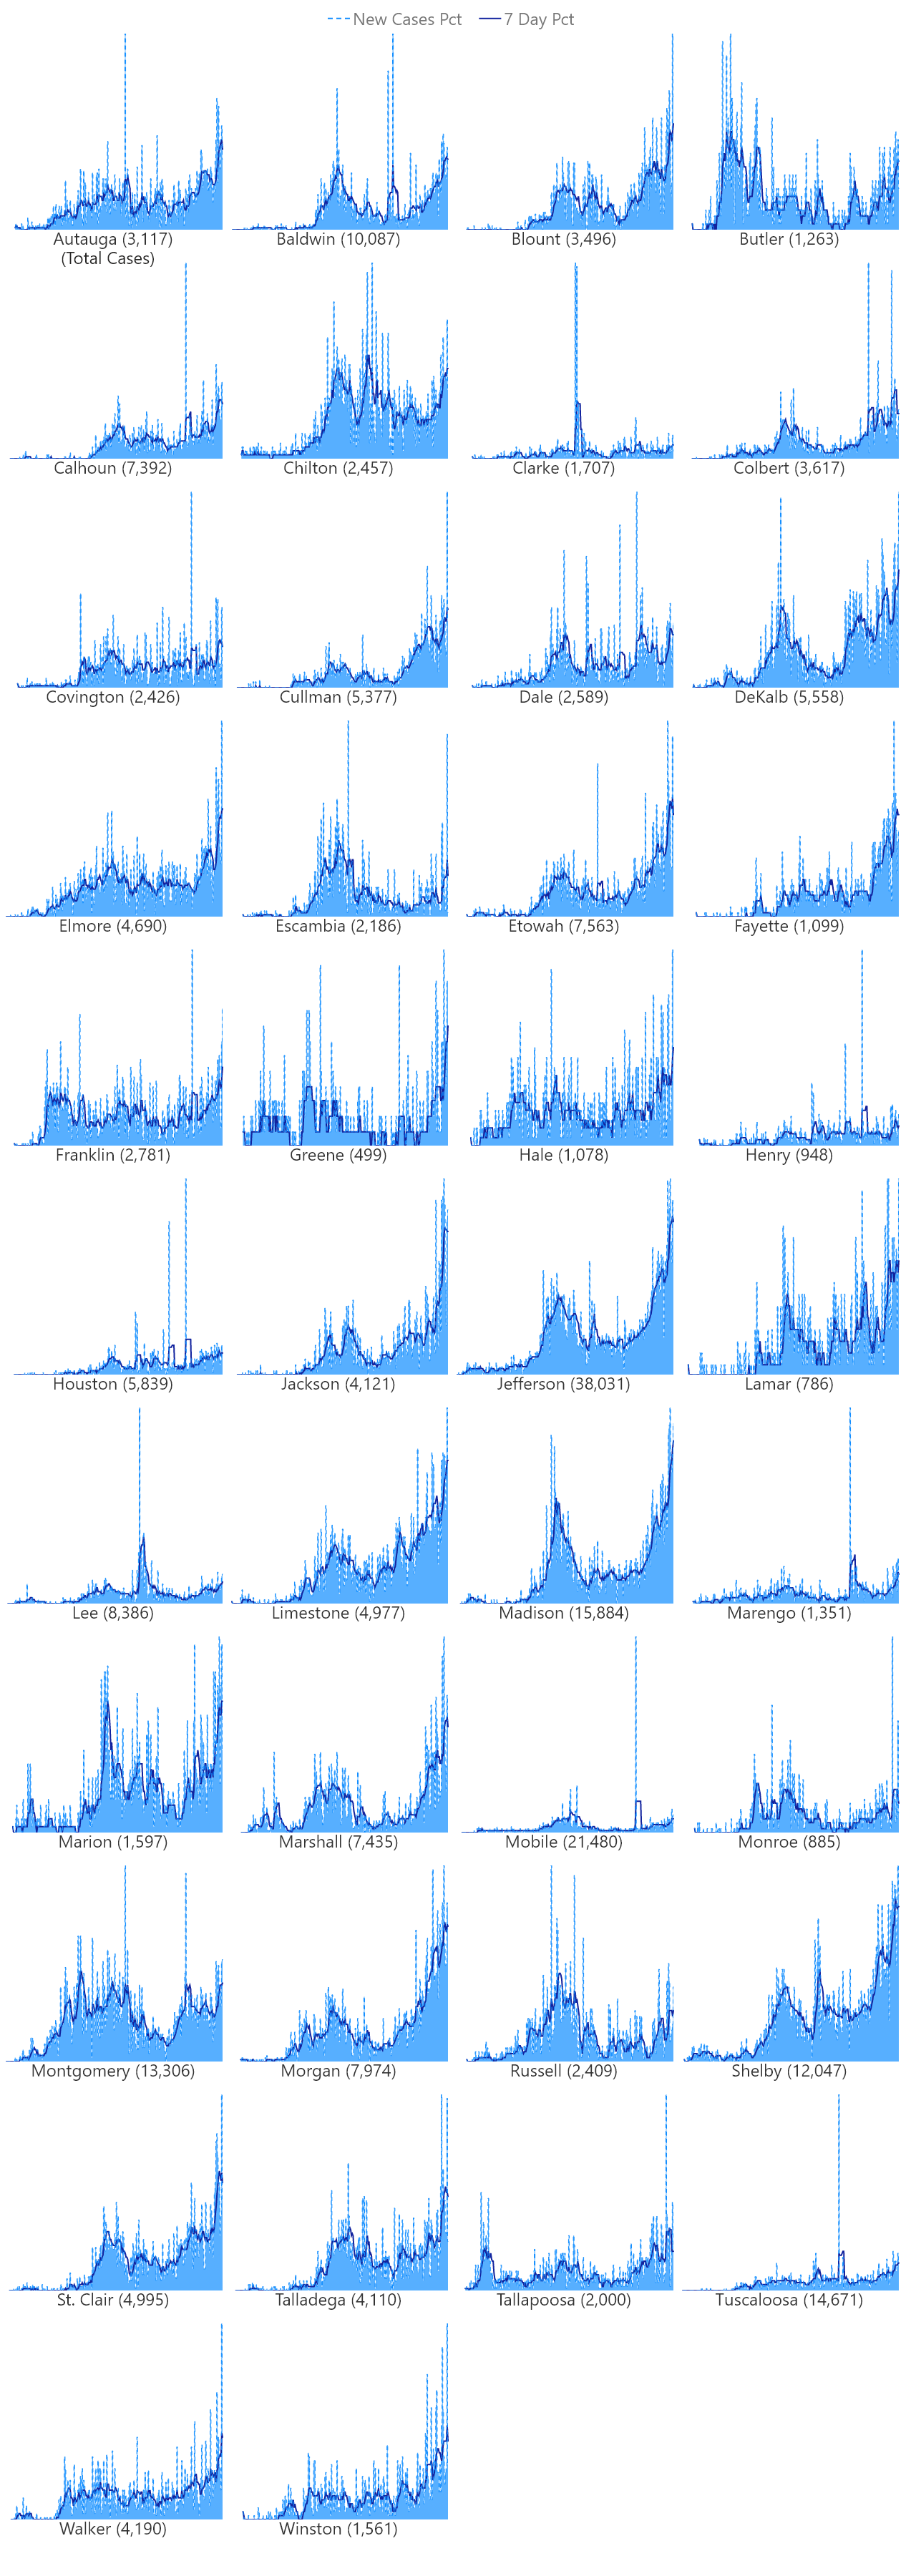 New Cases Pct 7 Day Pct
Autauga (3,117) Baldwin (10,087) Blount (3,496) Butler (1,263)
(Total Cases)
Calhoun (7,392) Chilton (2,457) Clarke (1,707) Colbert (3,617)
Covington (2,426) Cullman (5,377) Dale (2,589) DeKalb (5,558)
Elmore (4,690) Escambia (2,186) Etowah (7,563) Fayette (1,099)
Franklin (2,781) Greene (499) Hale (1,078) Henry (948)
Houston (5,839) Jackson (4,121) Jefferson (38,031) Lamar (786)
Lee (8,386) Limestone (4,977) Madison (15,884) Marengo (1,351)
Marion (1,597) Marshall (7,435) Mobile (21,480) Monroe (885)
Montgomery (13,306) Morgan (7,974) Russell (2,409) Shelby (12,047)
St. Clair (4,995) Talladega (4,110) Tallapoosa (2,000) Tuscaloosa (14,671)
Walker (4,190) Winston (1,561)